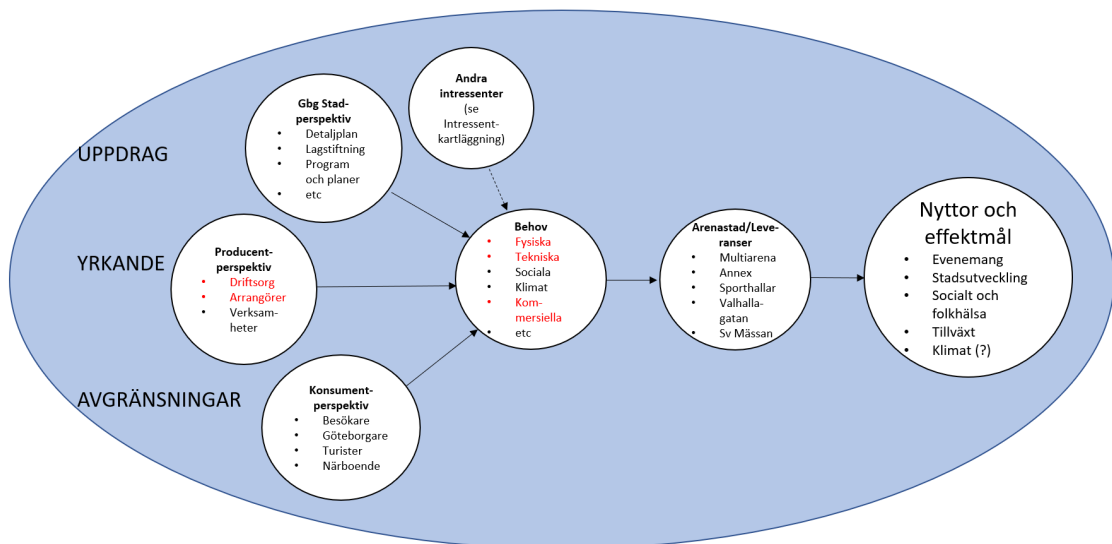 UPPDRAG
YRKANDE
AVGRÄNSNINGAR
Gbg Stad-
perspektiv
• Detaljplan
• Lagstiftning
• Program
och planer
• etc
Andra
intressenter
(se
Intressent-
kartläggning)
Producent-
perspektiv
• Driftsorg
• Arrangörer
• Verksam-
heter
Konsument-
perspektiv
• Besökare
• Göteborgare
• Turister
• Närboende
Behov
• Fysiska
• Tekniska
• Sociala
• Klimat
• Kom-
mersiella
• etc
Arenastad/Leve-
ranser
• Multiarena
• Annex
• Sporthallar
• Valhalla-
gatan
• Sv Mässan
Nyttor och
effektmål
• Evenemang
• Stadsutveckling
• Socialt och
folkhälsa
• Tillväxt
• Klimat (?)